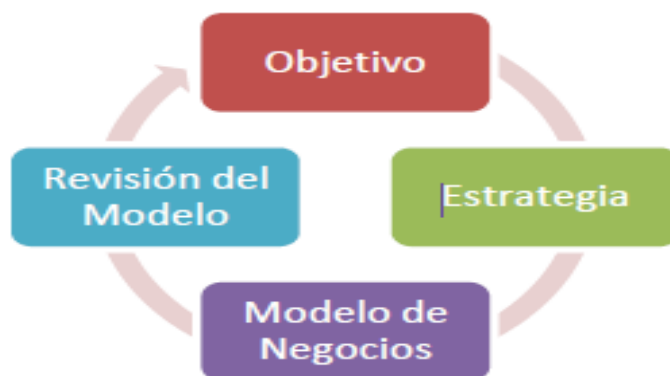 Objetivo
Estrategia
Modelo de
Negocios
Revisión del
Modelo